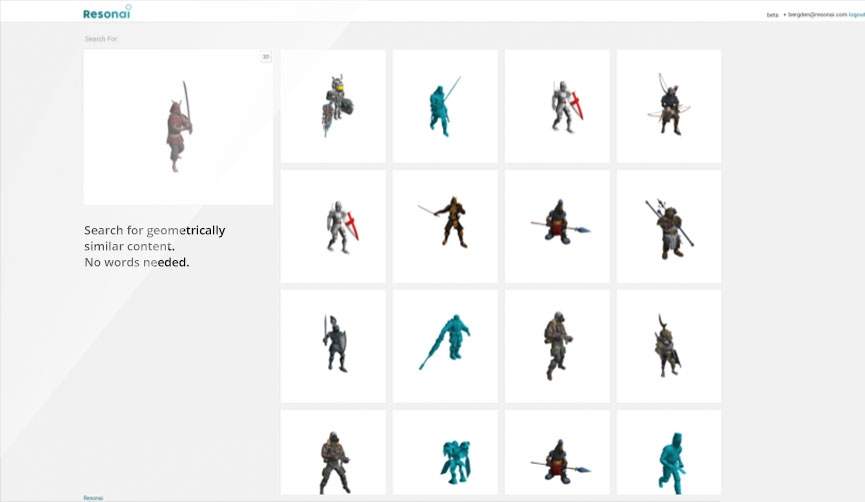 Resonai
beta • bergden@resonai.com logout
Search For:
3D
Search for geometrically
similar content.
No words needed.
Resonai